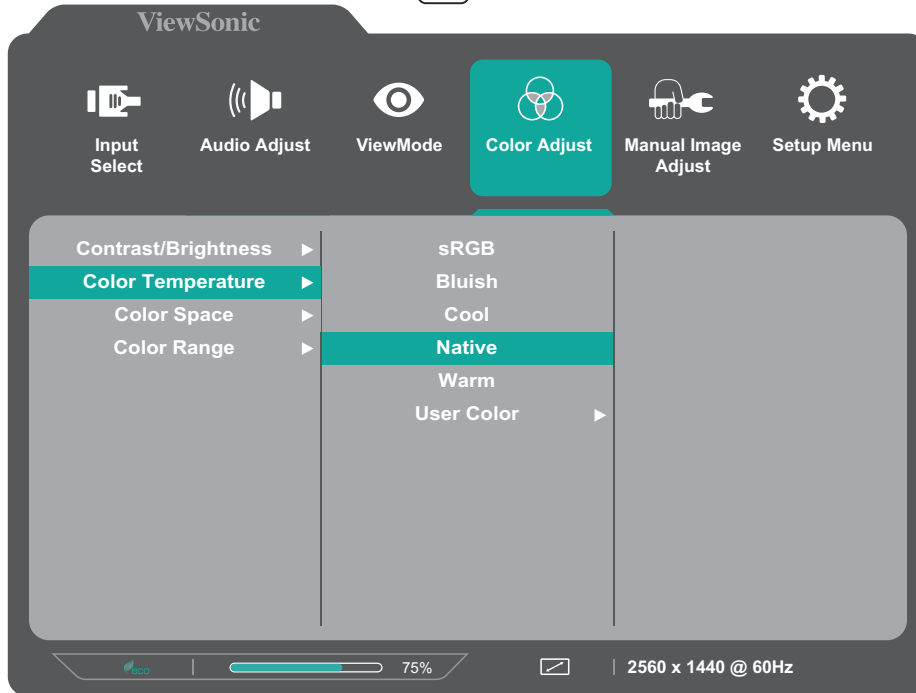 ViewSonic
Input
Select
Audio Adjust
ViewMode
Color Adjust
Manual Image
Adjust
Setup Menu
Contrast/Brightness
Color Temperature
Color Space
Color Range
sRGB
Bluish
Cool
Native
Warm
User Color
eco
75%
2560 x 1440 @ 60Hz